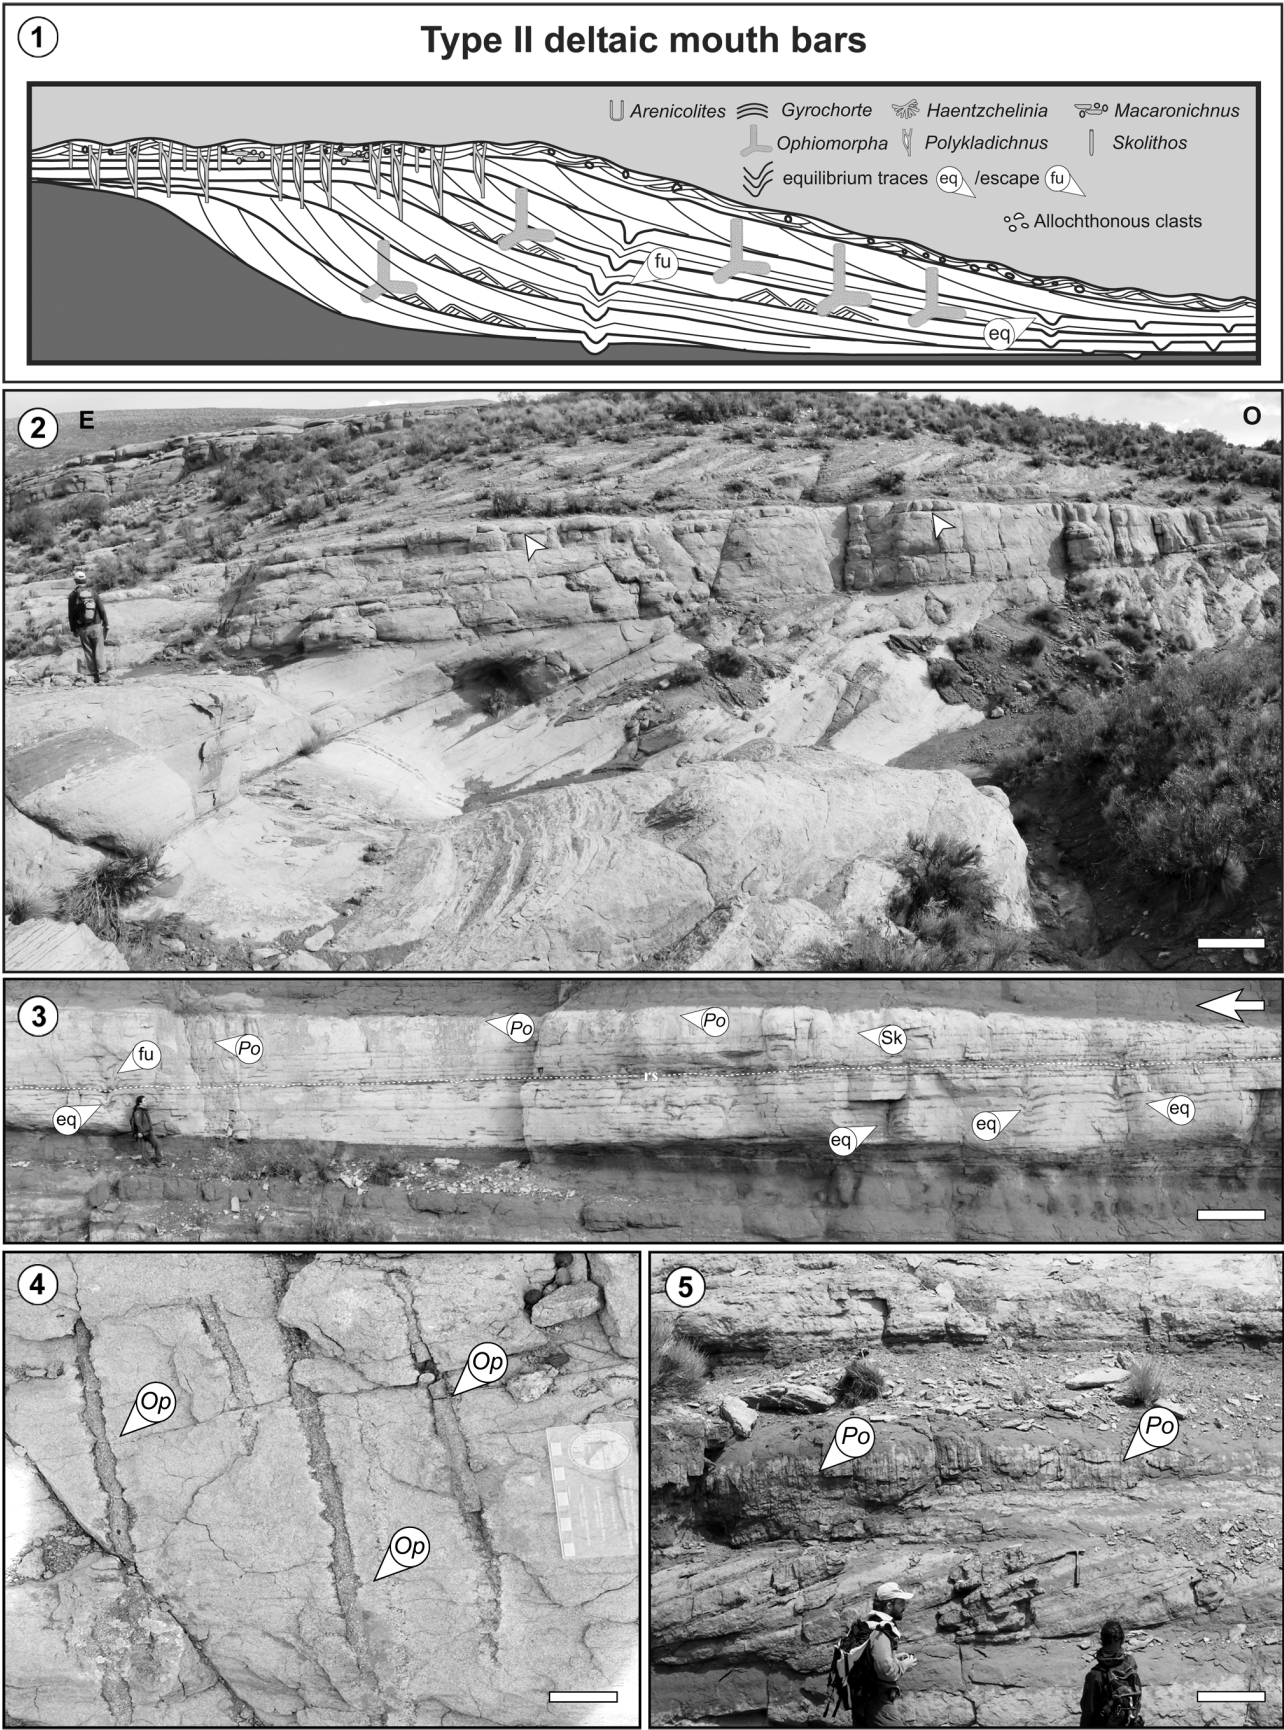 1
Type II deltaic mouth bars
Arenicolites Gyrochorte Haentzchelinia Macaronichnus
Ophiomorpha Polykladichnus Skolithos
equilibrium traces eq /escape fu
Allochthonous clasts
fu
eq
2 E O
3
Po Po Sk
fu Po
rs
eq eq eq eq
4
Op Op
Op
5
Po Po